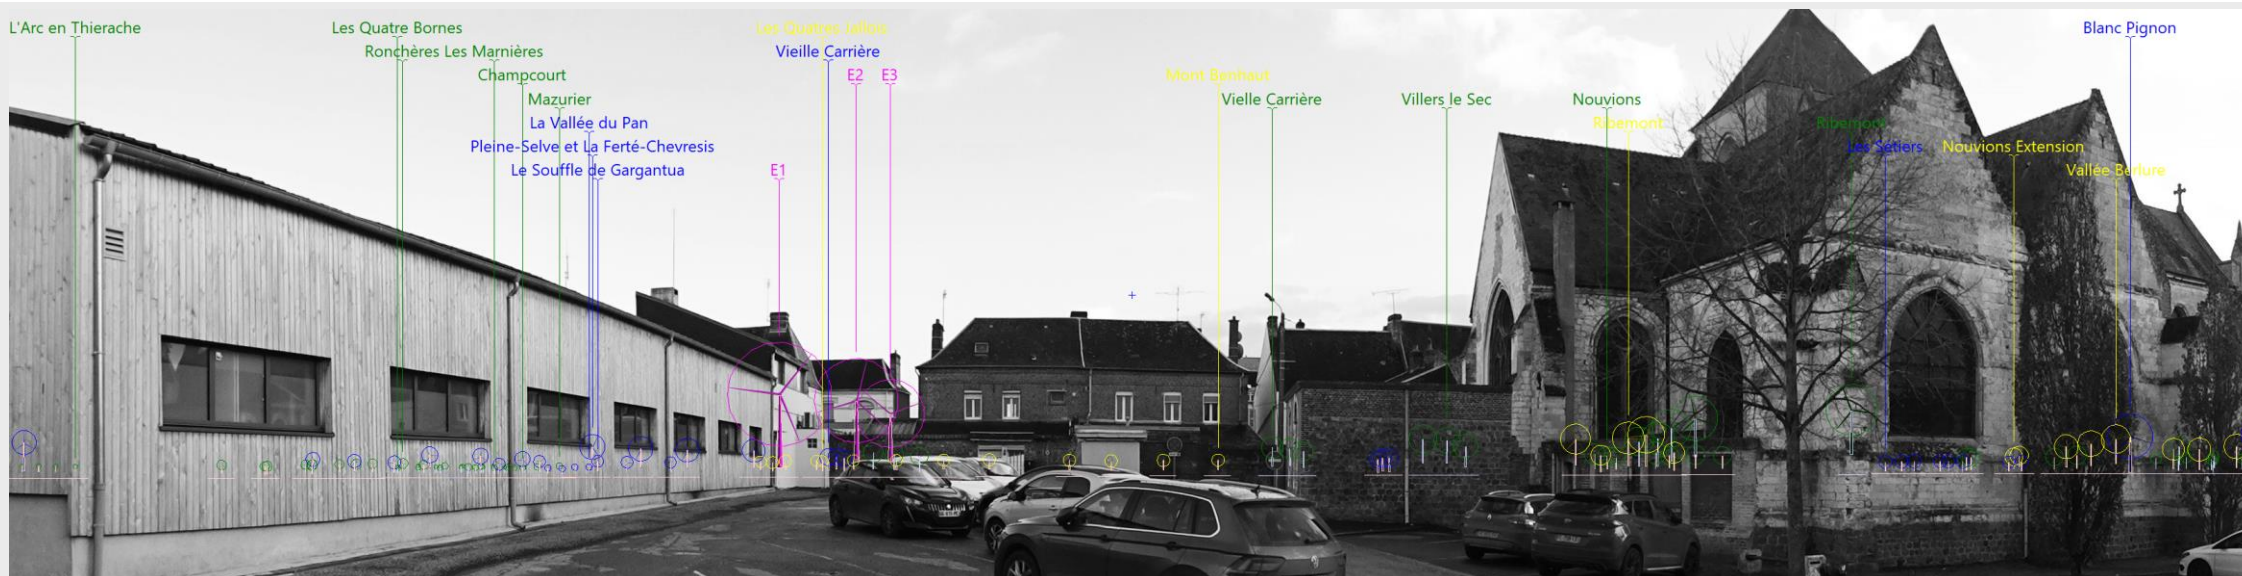 L'Arc en Thierache
Les Quatre Bornes
Les Quatres Jallois
Blanc Pignon
Ronchères Les Marnières
Vieille Carrière
Champcourt
E2
E3
Mont Benhaut
Mazurier
Vielle Carrière
Villers le Sec
Nouvions
La Vallée du Pan
Ribemont
Ribemont
Pleine-Selve et La Ferté-Chevresis
Les Sétiers
Nouvions Extension
Le Souffle de Gargantua
E1
Vallée Berlure